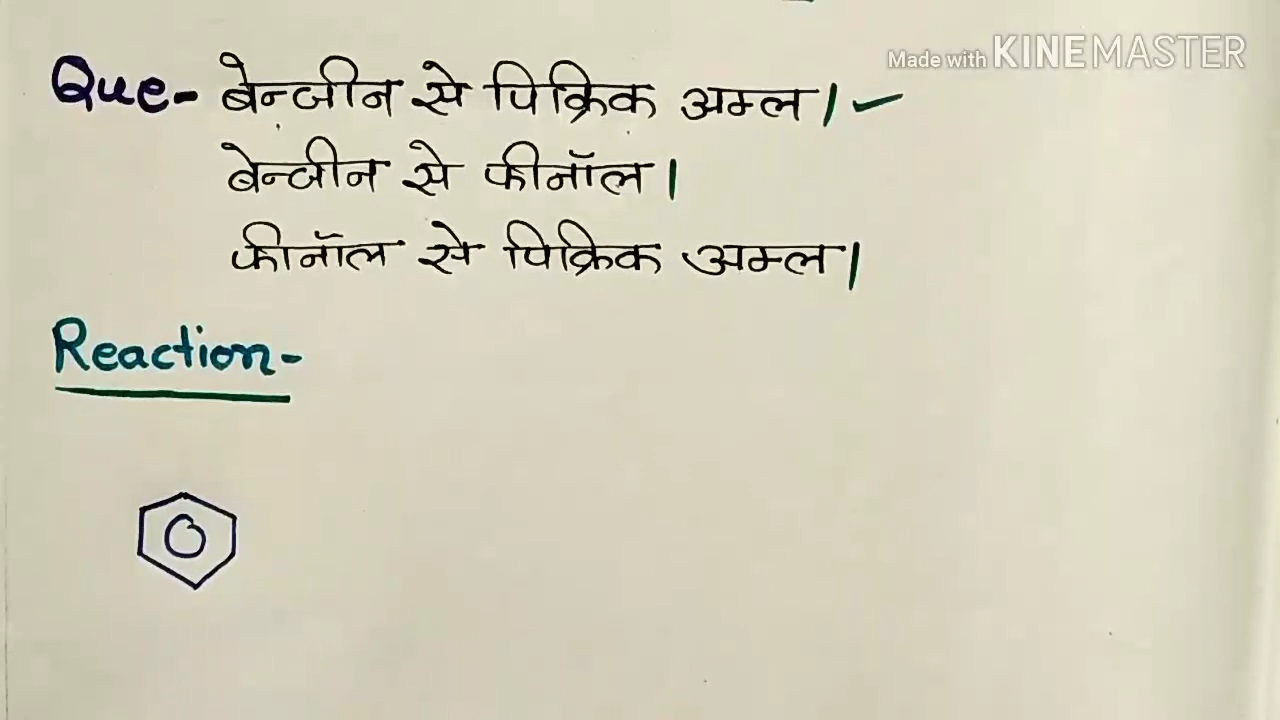 Made with KINEMASTER
Que- बेन्जीन से पिक्रिक अम्ल।
बेन्जीन से फीनॉल।
फीनॉल से पिक्रिक अम्ल।
Reaction-